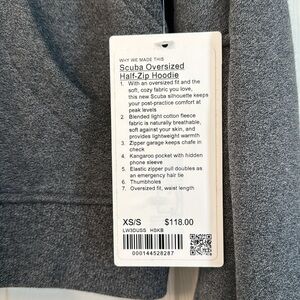 WHY WE MADE THIS
Scuba Oversized
Half-Zip Hoodie
1. With an oversized fit and the
soft, cozy fabric you love,
this new Scuba silhouette keeps
your post-practice comfort at
peak levels
2. Blended light cotton fleece
fabric is naturally breathable,
soft against your skin, and
provides lightweight warmth
3. Zipper garage keeps chafe in
check
4. Kangaroo pocket with hidden
phone sleeve
5. Elastic zipper pull doubles as
an emergency hair tie
6. Thumbholes
7. Oversized fit, waist length
XS/S $118.00
LW3DUSS HSKB
000144528287